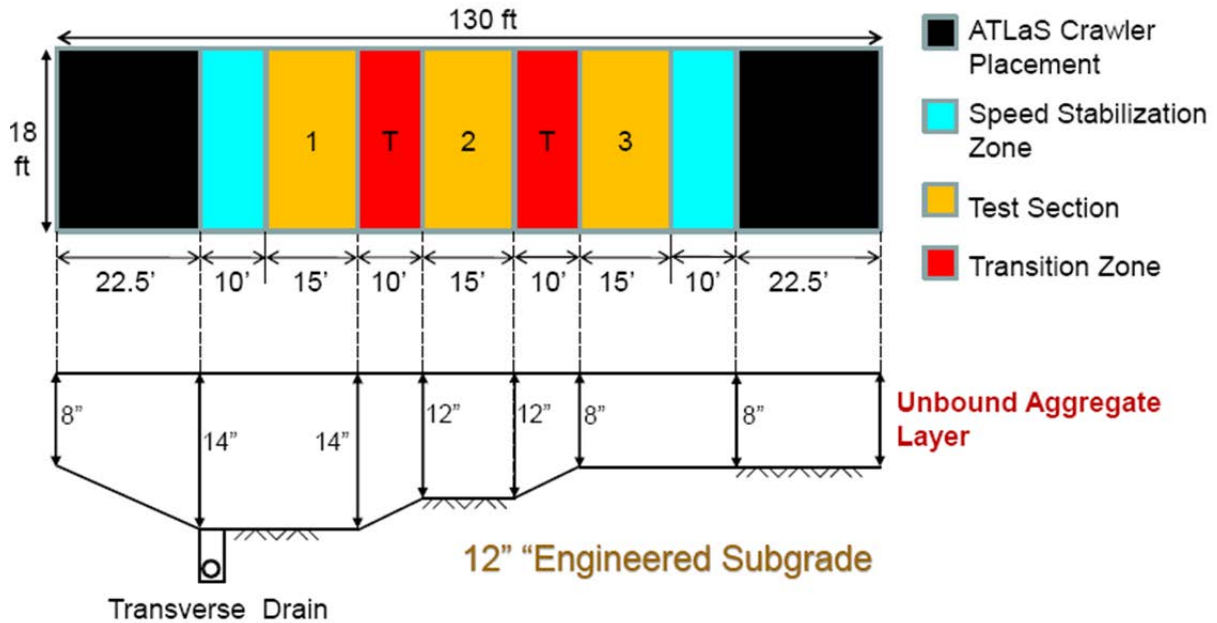 130 ft
18
ft
1
T
2
T
3
22.5’
10’
15’
10’
15’
10’
15’
10’
22.5’
ATLaS Crawler
Placement
Speed Stabilization
Zone
Test Section
Transition Zone
8”
14”
14”
12”
12”
8”
8”
Unbound Aggregate
Layer
12” “Engineered Subgrade
Transverse Drain